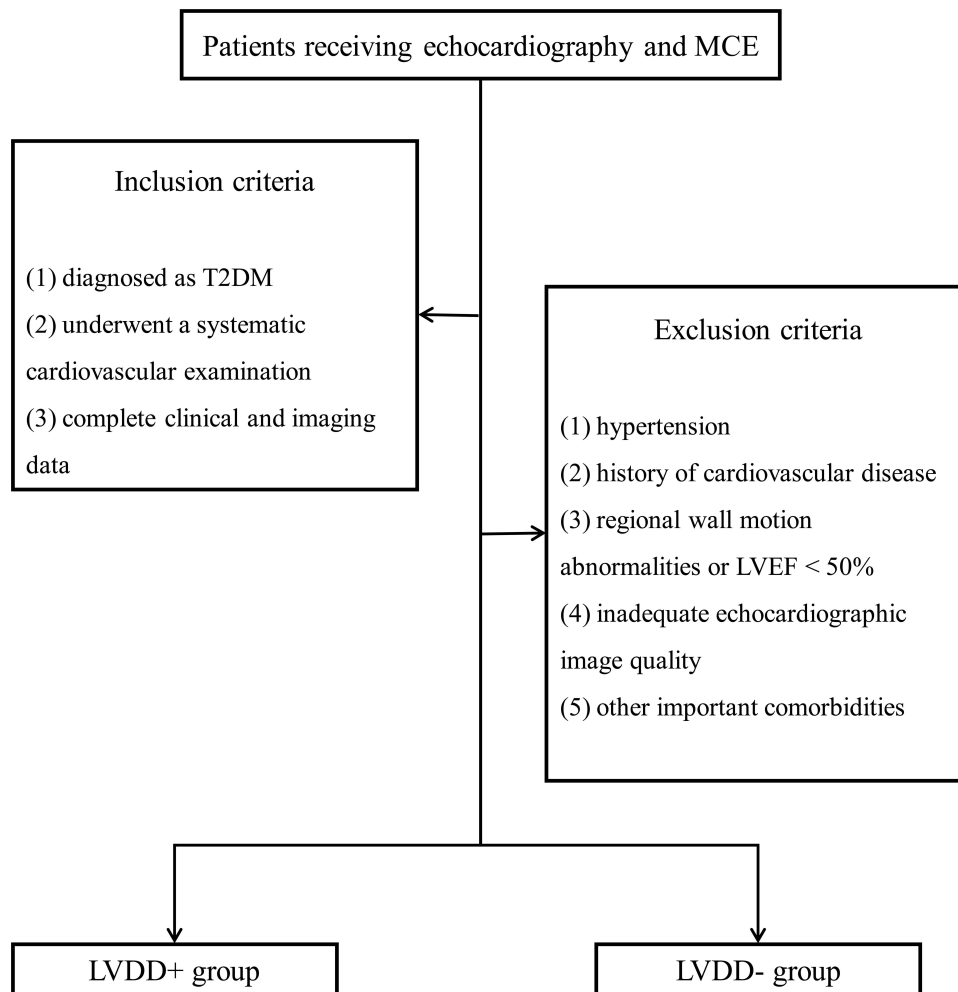 Patients receiving echocardiography and MCE
Inclusion criteria
(1) diagnosed as T2DM
(2) underwent a systematic
cardiovascular examination
(3) complete clinical and imaging
data
Exclusion criteria
(1) hypertension
(2) history of cardiovascular disease
(3) regional wall motion
abnormalities or LVEF < 50%
(4) inadequate echocardiographic
image quality
(5) other important comorbidities
LVDD+ group
LVDD- group